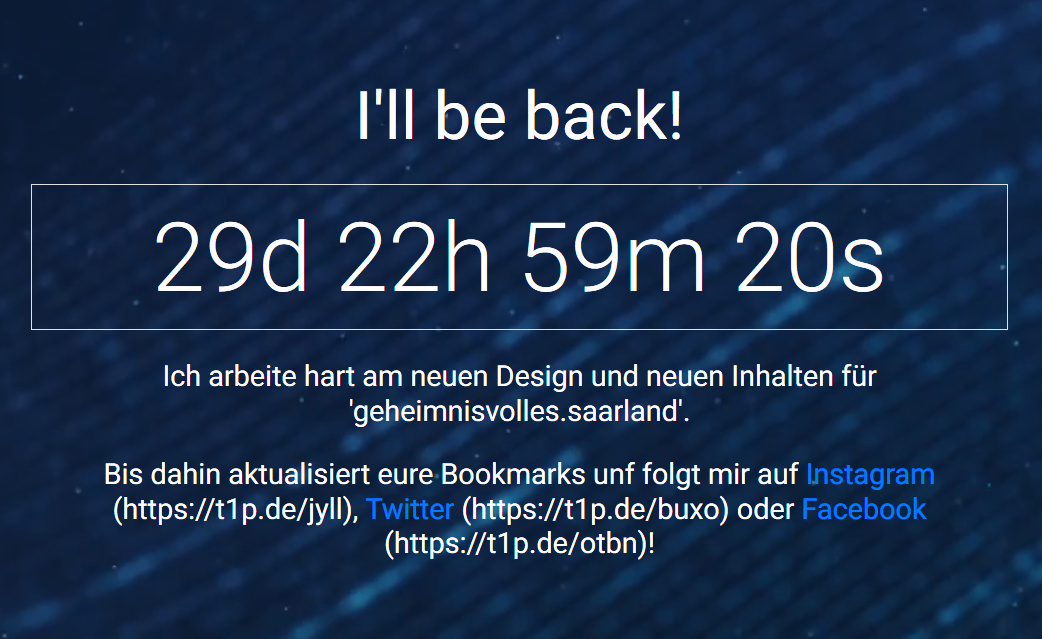 I'll be back!
29d 22h 59m 20s
Ich arbeite hart am neuen Design und neuen Inhalten für
'geheimnisvolles.saarland'.
Bis dahin aktualisiert eure Bookmarks unf folgt mir auf Instagram
(https://t1p.de/jyll), Twitter (https://t1p.de/buxo) oder Facebook
(https://t1p.de/otbn)!